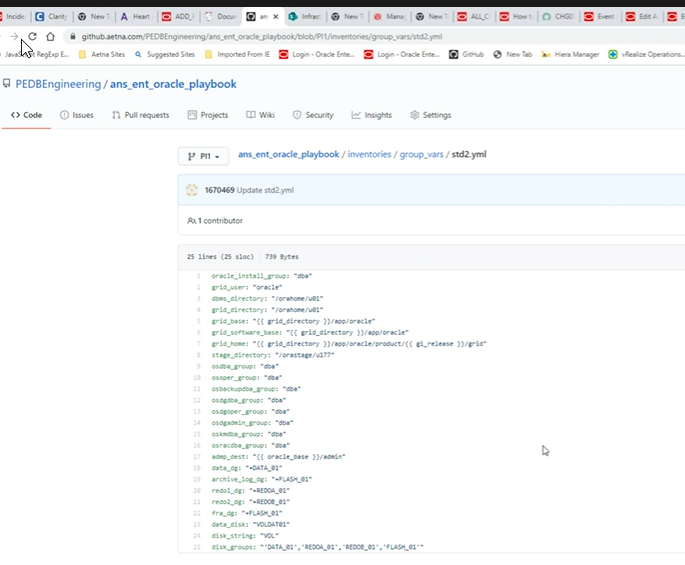 Incide
Clarity
New T
Heart
ADD_
Docu
an
Infrast
New T
Mana
New T
ALL_C
How t
CHG
Event
Edit A
github.aetna.com/PEDBEngineering/ans_ent_oracle_playbook/blob/PI1/inventories/group_vars/std2.yml
JavaScript RegExp E...
Aetna Sites
Suggested Sites
Imported From IE
Login - Oracle Ente...
Login - Oracle Ente...
GitHub
New Tab
Hiera Manager
vRealize Operations...
PEDBEngineering / ans_ent_oracle_playbook
<> Code
Issues
Pull requests
Projects
Wiki
Security
Insights
Settings
PI1
ans_ent_oracle_playbook / inventories / group_vars / std2.yml
1670469 Update std2.yml
1 contributor
25 lines (25 sloc) 739 Bytes
1 oracle_install_group: "dba"
2 grid_user: "oracle"
3 dbms_directory: "/orahome/u01"
4 grid_directory: "/orahome/u01"
5 grid_base: "{{ grid_directory }}/app/oracle"
6 grid_software_base: "{{ grid_directory }}/app/oracle"
7 grid_home: "{{ grid_directory }}/app/oracle/product/{{ gi_release }}/grid"
8 stage_directory: "/orastage/u177"
9 osdba_group: "dba"
10 osoper_group: "dba"
11 osbackupdba_group: "dba"
12 osdgdba_group: "dba"
13 osdgoper_group: "dba"
14 osdgadmin_group: "dba"
15 oskmdba_group: "dba"
16 osracdba_group: "dba"
17 admp_dest: "{{ oracle_base }}/admin"
18 data_dg: "+DATA_01"
19 archive_log_dg: "+FLASH_01"
20 redo1_dg: "+REDOA_01"
21 redo2_dg: "+REDOB_01"
22 fra_dg: "+FLASH_01"
23 data_disk: "VOLDAT01"
24 disk_string: "VOL"
25 disk_groups: "'DATA_01','REDOA_01','REDOB_01','FLASH_01'"